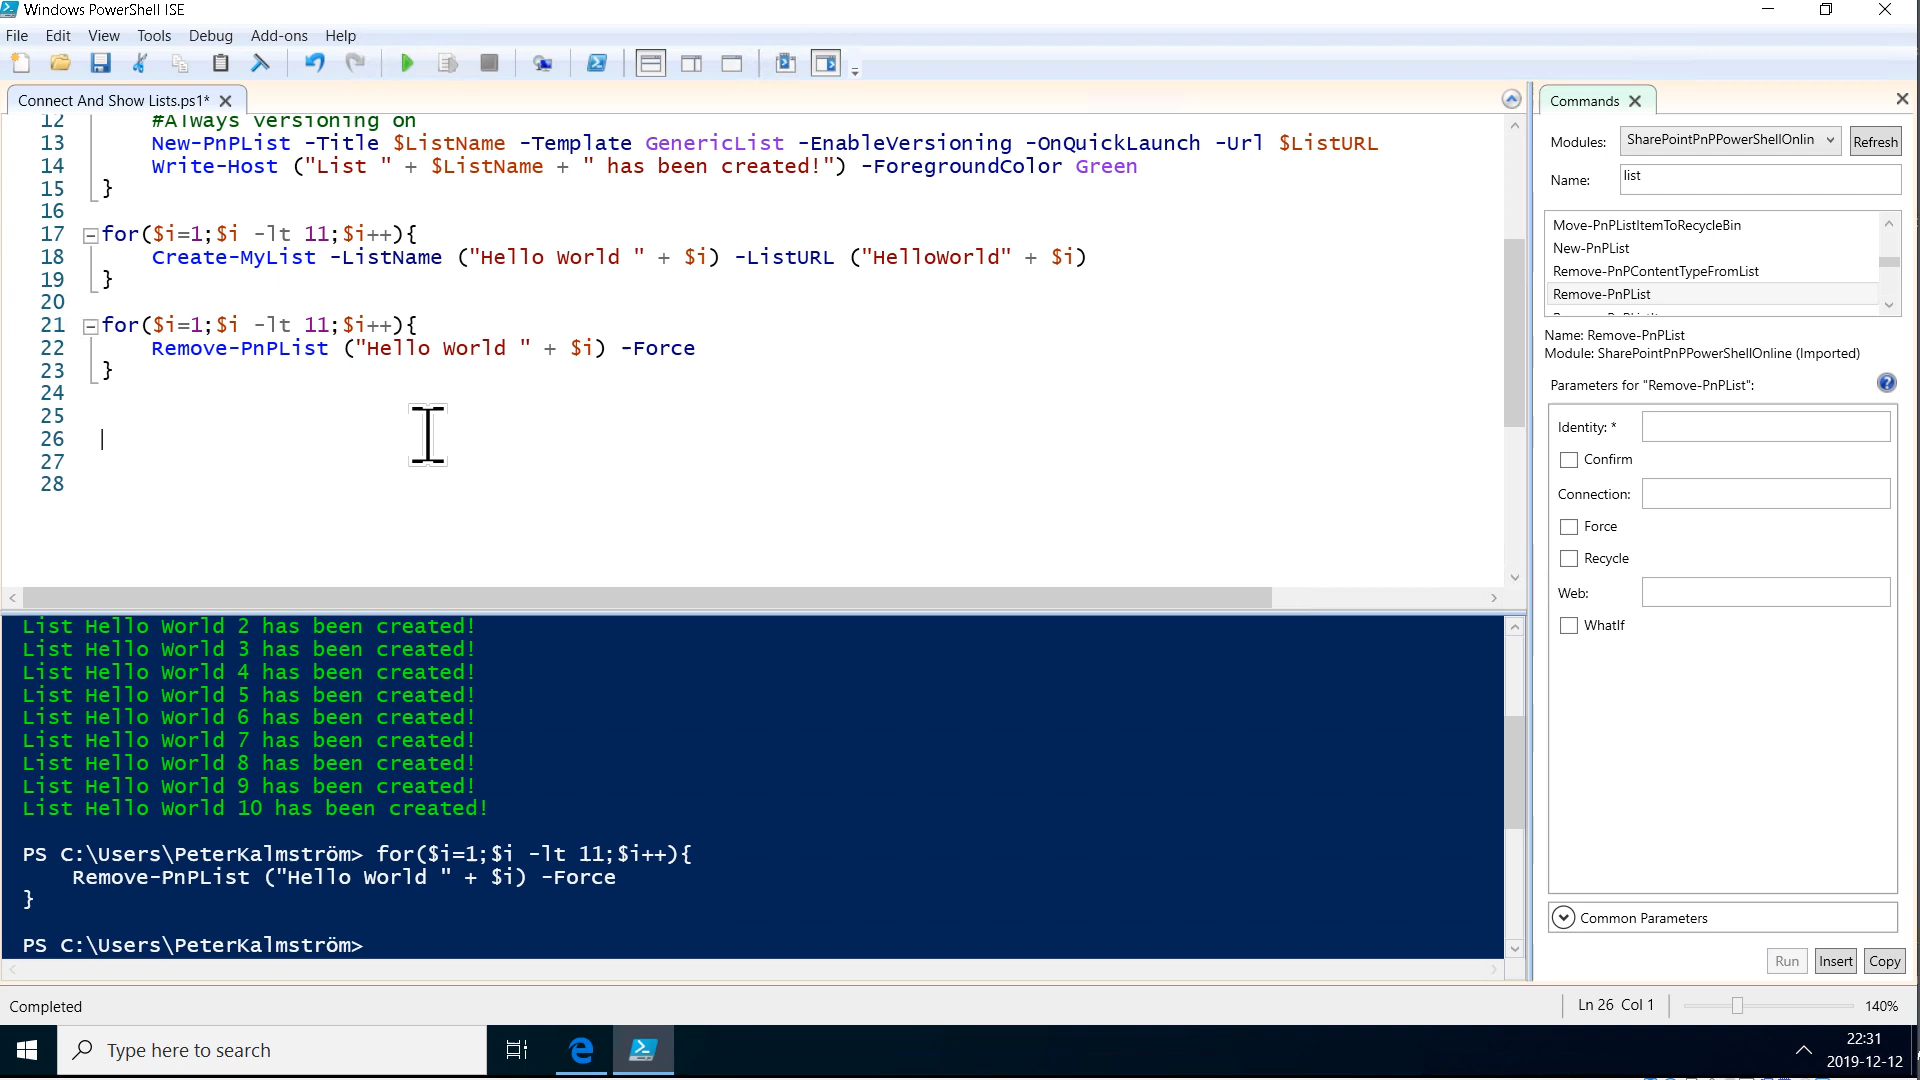 Windows PowerShell ISE
File Edit View Tools Debug Add-ons Help
Connect And Show Lists.ps1*
12 #Always versioning on
13 New-PnPList -Title $ListName -Template GenericList -EnableVersioning -OnQuickLaunch -Url $ListURL
14 Write-Host ("List " + $ListName + " has been created!") -ForegroundColor Green
15 }
16
17 for($i=1;$i -lt 11;$i++){
18 Create-MyList -ListName ("Hello World " + $i) -ListURL ("HelloWorld" + $i)
19 }
20
21 for($i=1;$i -lt 11;$i++){
22 Remove-PnPList ("Hello World " + $i) -Force
23 }
24
25
26
27
28
List Hello World 2 has been created!
List Hello World 3 has been created!
List Hello World 4 has been created!
List Hello World 5 has been created!
List Hello World 6 has been created!
List Hello World 7 has been created!
List Hello World 8 has been created!
List Hello World 9 has been created!
List Hello World 10 has been created!
PS C:\Users\PeterKalmström> for($i=1;$i -lt 11;$i++){
Remove-PnPList ("Hello World " + $i) -Force
}
PS C:\Users\PeterKalmström>
Commands
Modules: SharePointPnPPowerShellOnlin Refresh
Name: list
Move-PnPListItemToRecycleBin
New-PnPList
Remove-PnPContentTypeFromList
Remove-PnPList
Name: Remove-PnPList
Module: SharePointPnPPowerShellOnline (Imported)
Parameters for "Remove-PnPList":
Identity: *
Confirm
Connection:
Force
Recycle
Web:
WhatIf
Common Parameters
Run Insert Copy
Completed
Ln 26 Col 1
140%
Type here to search
22:31
2019-12-12